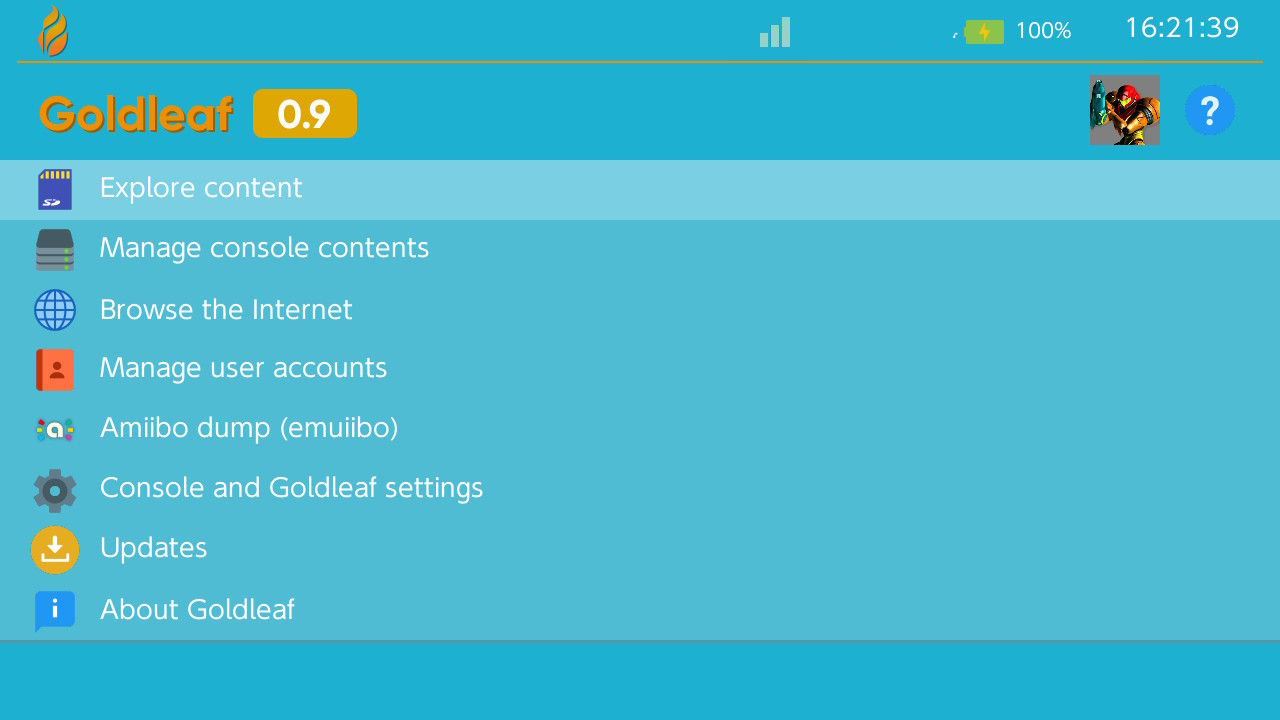 100%
16:21:39
Goldleaf 0.9
?
Explore content
Manage console contents
Browse the Internet
Manage user accounts
a Amiibo dump (emuiibo)
Console and Goldleaf settings
Updates
i About Goldleaf